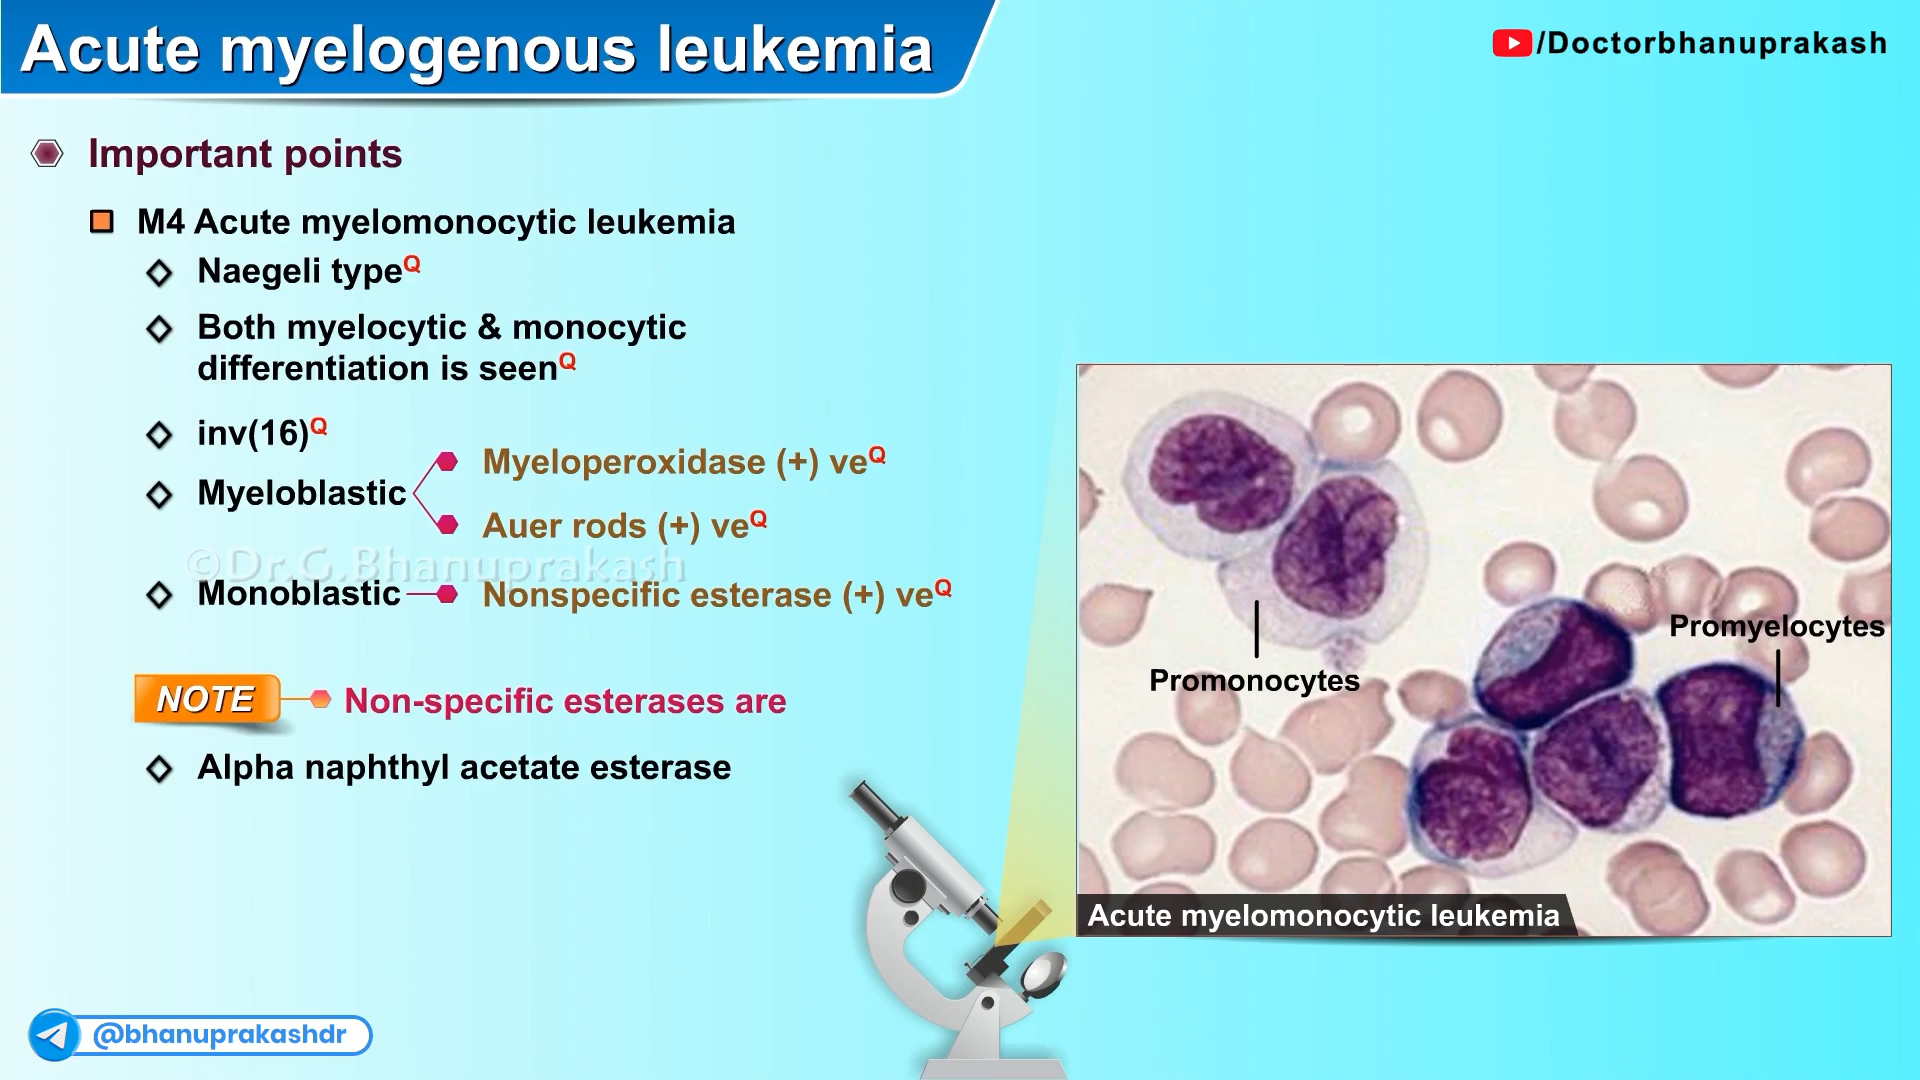 Acute myelogenous leukemia
/Doctorbhanuprakash
Important points
M4 Acute myelomonocytic leukemia
Naegeli typeQ
Both myelocytic & monocytic
differentiation is seenQ
inv(16)Q
Myeloblastic
Myeloperoxidase (+) veQ
Auer rods (+) veQ
©Dr.G.Bhanuprakash
Monoblastic
Nonspecific esterase (+) veQ
NOTE
Non-specific esterases are
Alpha naphthyl acetate esterase
Promonocytes
Promyelocytes
Acute myelomonocytic leukemia
@bhanuprakashdr